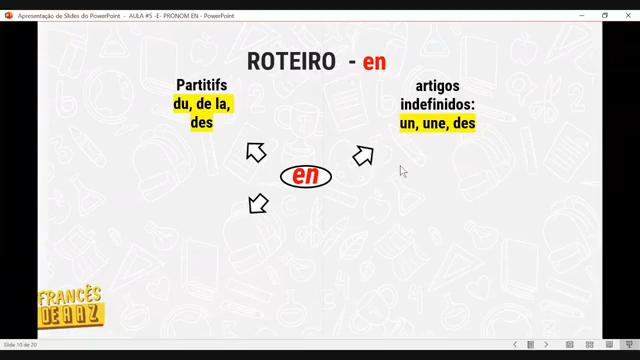 Apresentação de Slides do PowerPoint - AULA #5 -E- PRONOM EN - PowerPoint
ROTEIRO - en
Partitifs
du, de la,
des
artigos
indefinidos:
un, une, des
en
FRANCÊS
DE A A Z
Slide 10 de 20